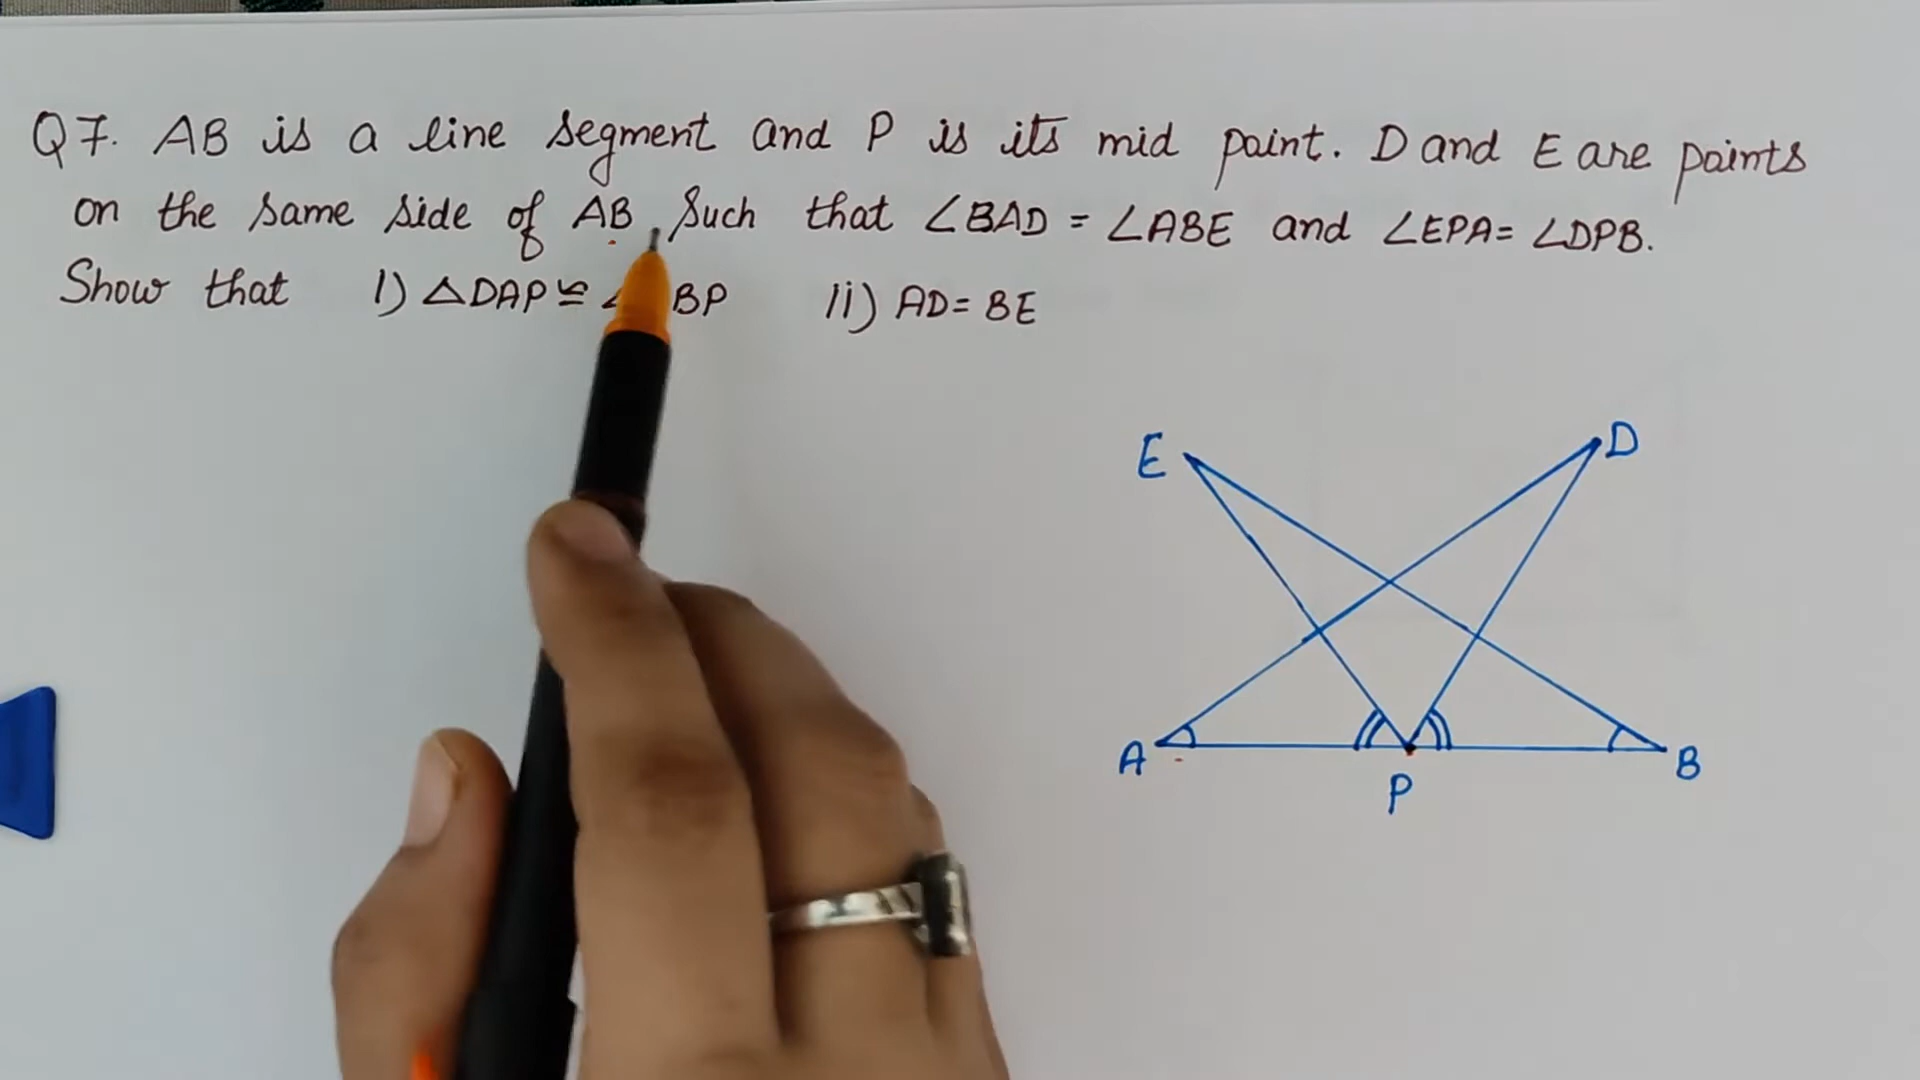 Q7. AB is a line segment and P is its mid point. D and E are points
on the same side of AB such that ∠BAD = ∠ABE and ∠EPA = ∠DPB.
Show that I) △DAP ≅ BP II) AD = BE
E
D
A
P
B